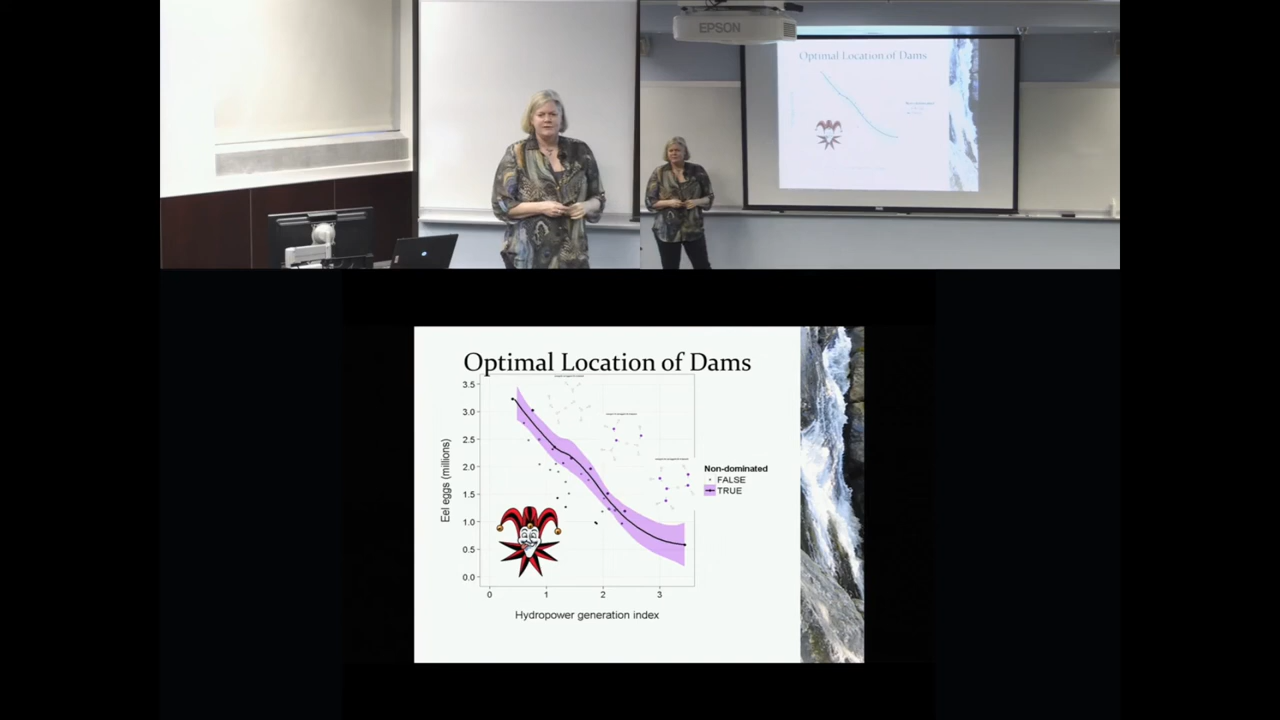 EPSON
Optimal Location of Dams
Optimal Location of Dams
3.5
3.0
2.5
2.0
1.5
1.0
0.5
0.0
Eel eggs (millions)
0 1 2 3
Hydropower generation index
Non-dominated
FALSE
TRUE